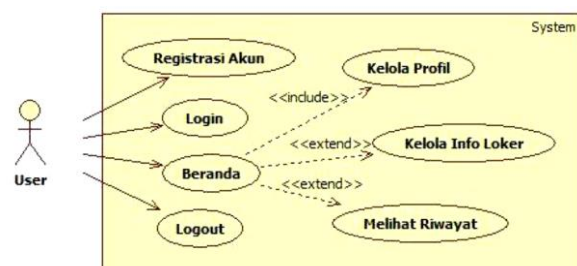 System
Registrasi Akun
Kelola Profil
<<include>>
Login
<<extend>>
Kelola Info Loker
User
Beranda
<<extend>>
Logout
Melihat Riwayat